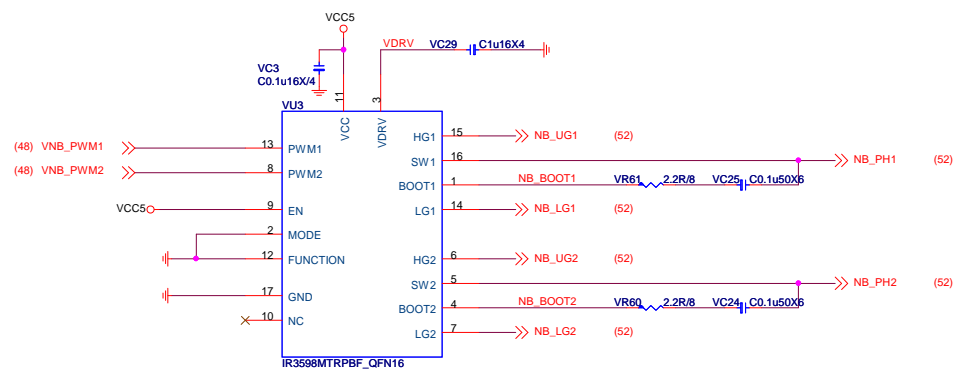 VCC5
VDRV VC29 C1u16X4
VC3
C0.1u16X/4
VU3
11 3
VCC VDRV
HG1 15 NB_UG1 (52)
(48) VNB_PWM1 13 PWM1
SW1 16 NB_PH1 (52)
(48) VNB_PWM2 8 PWM2
BOOT1 1 NB_BOOT1 VR61 2.2R/8 VC25 C0.1u50X6
VCC5 9 EN
LG1 14 NB_LG1 (52)
2 MODE
12 FUNCTION
HG2 6 NB_UG2 (52)
SW2 5 NB_PH2 (52)
17 GND
BOOT2 4 NB_BOOT2 VR60 2.2R/8 VC24 C0.1u50X6
10 NC
LG2 7 NB_LG2 (52)
IR3598MTRPBF_QFN16